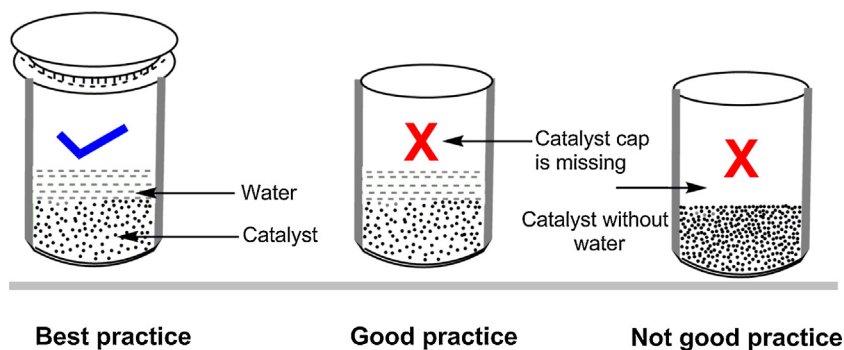 X
Catalyst cap
is missing
X
Water
Catalyst
Catalyst without
water
Best practice
Good practice
Not good practice